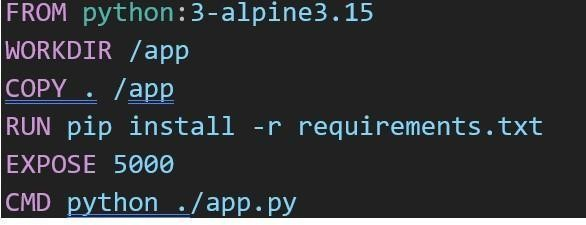 FROM python:3-alpine3.15
WORKDIR /app
COPY . /app
RUN pip install -r requirements.txt
EXPOSE 5000
CMD python ./app.py